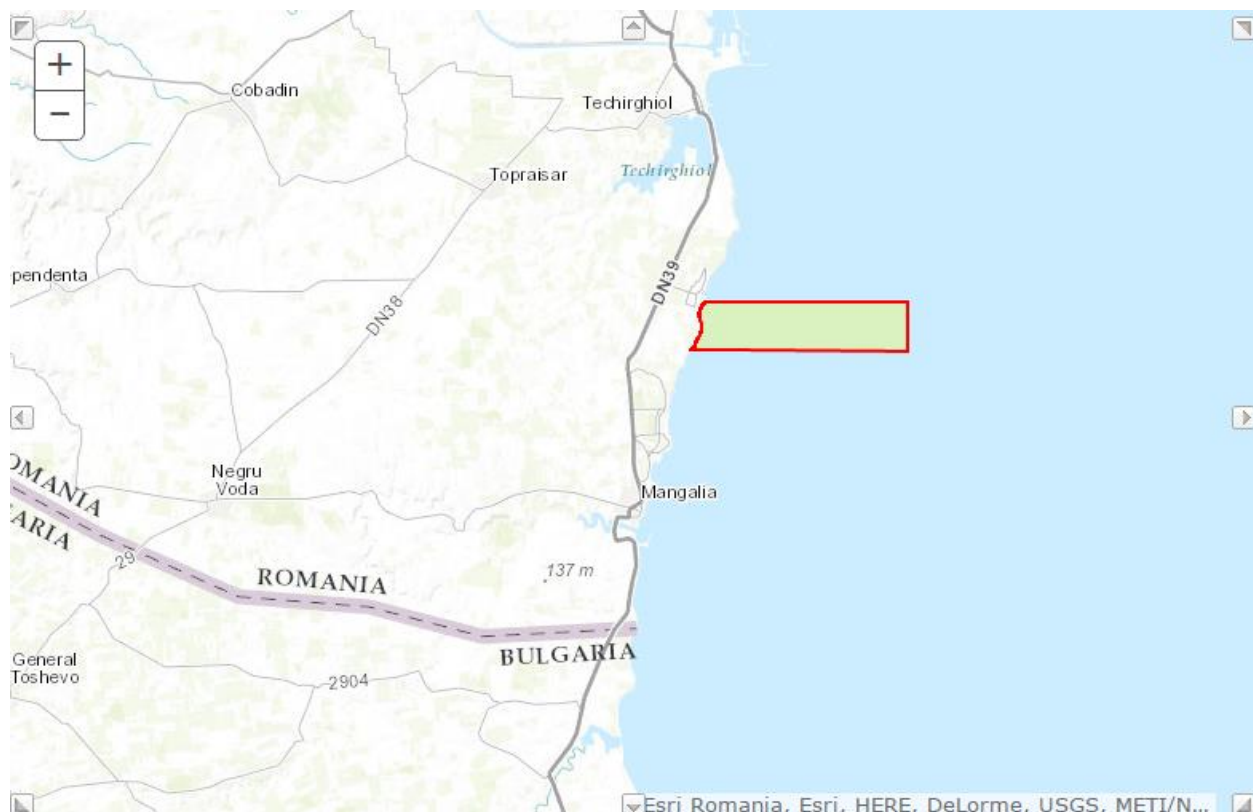 +
−
Cobadin
Techirghiol
Techirghiol
Topraisar
pendenta
DN39
DN38
Negru
Voda
Mangalia
OMANIA
ARIA
29
137 m
ROMANIA
BULGARIA
General
Toshevo
2904
Esri Romania, Esri, HERE, DeLorme, USGS, METI/N...